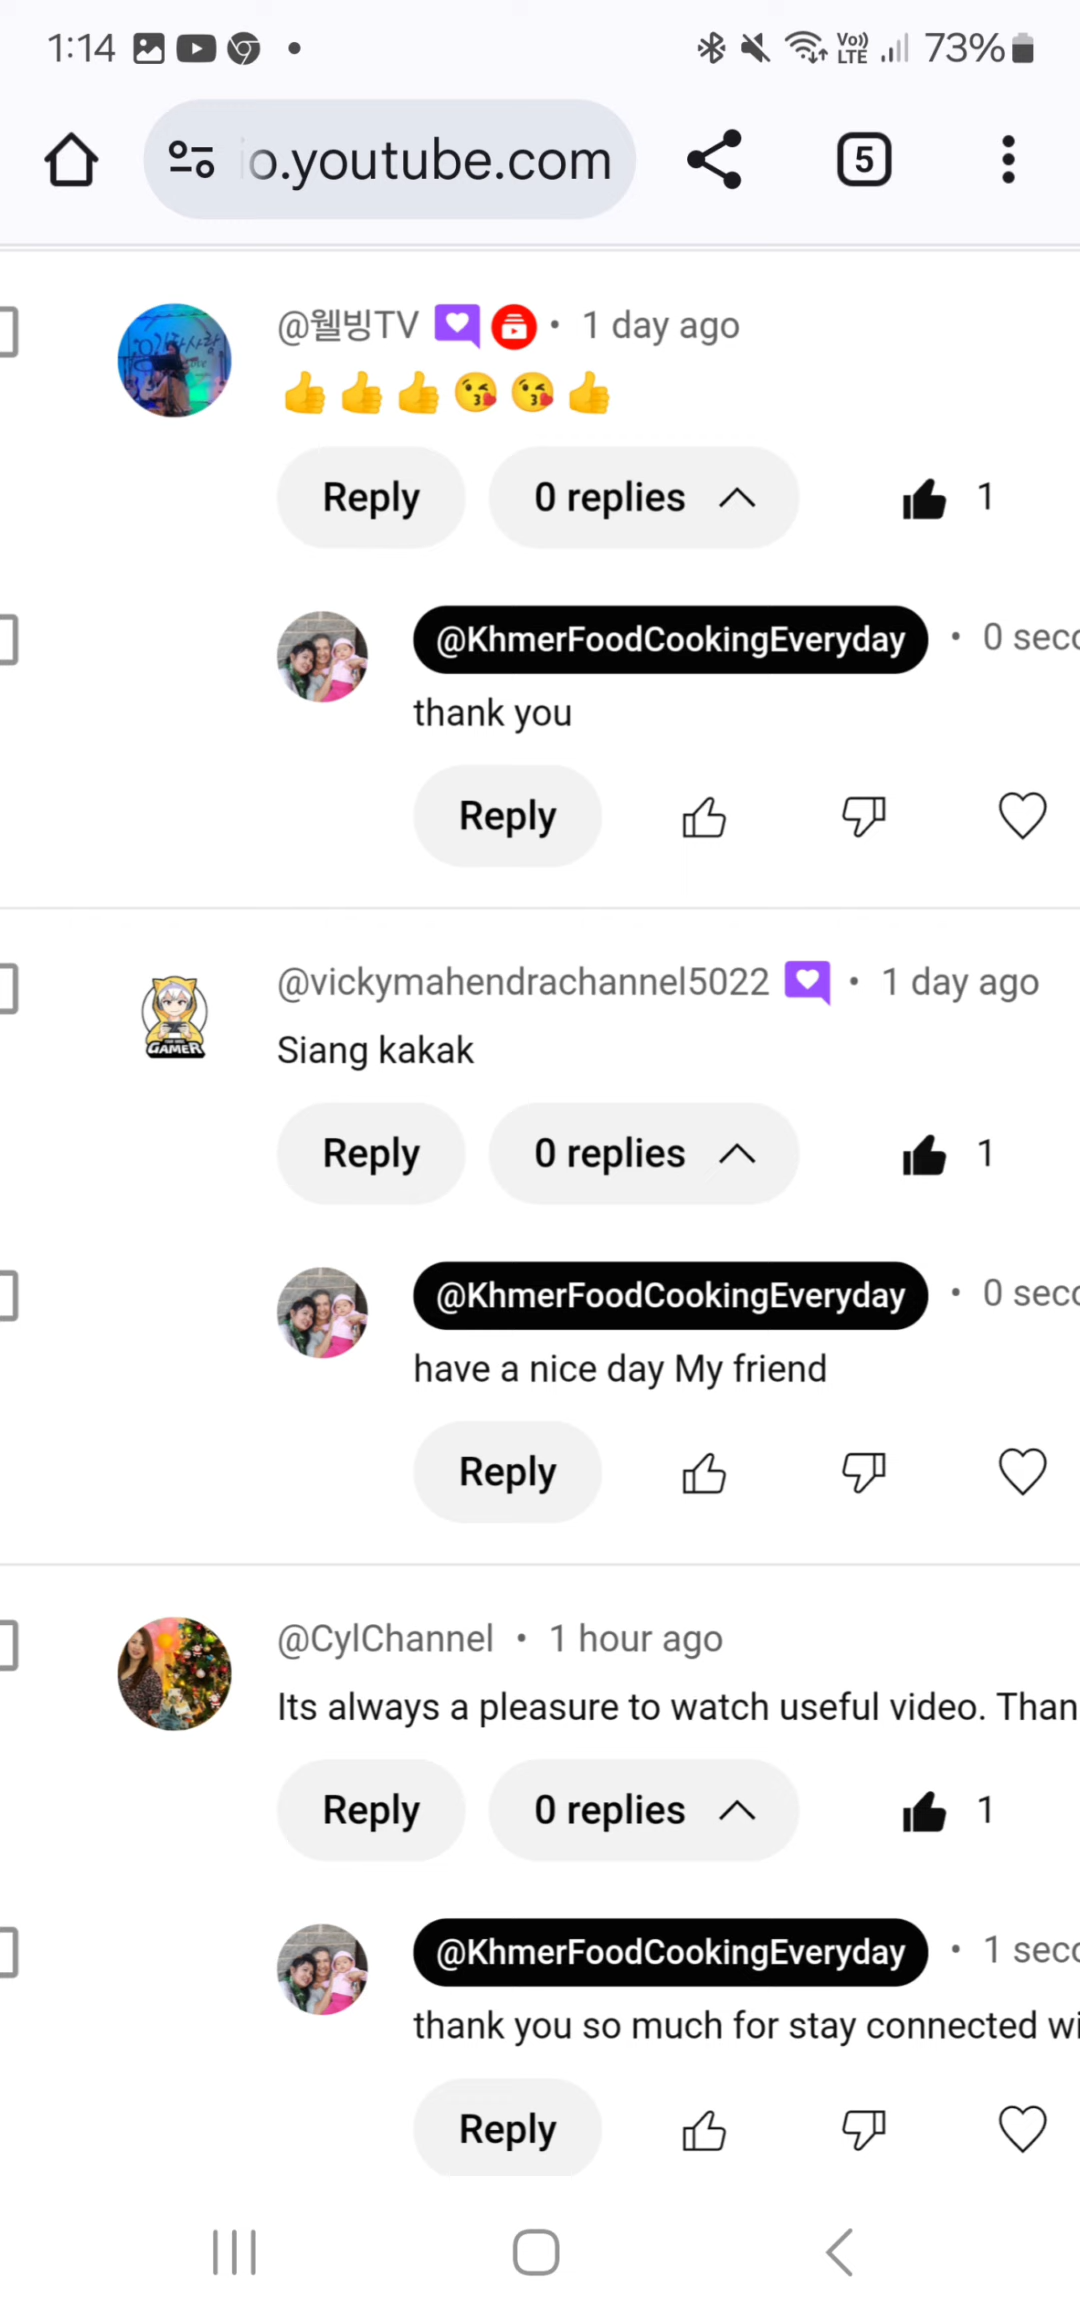 1:14 Vo)) LTE 73%
o.youtube.com 5
@웰빙TV • 1 day ago
👍👍👍😘😘👍
Reply 0 replies 1
@KhmerFoodCookingEveryday • 0 seco
thank you
Reply
@vickymahendrachannel5022 • 1 day ago
GAMER
Siang kakak
Reply 0 replies 1
@KhmerFoodCookingEveryday • 0 seco
have a nice day My friend
Reply
@CylChannel • 1 hour ago
Its always a pleasure to watch useful video. Than
Reply 0 replies 1
@KhmerFoodCookingEveryday • 1 seco
thank you so much for stay connected wi
Reply